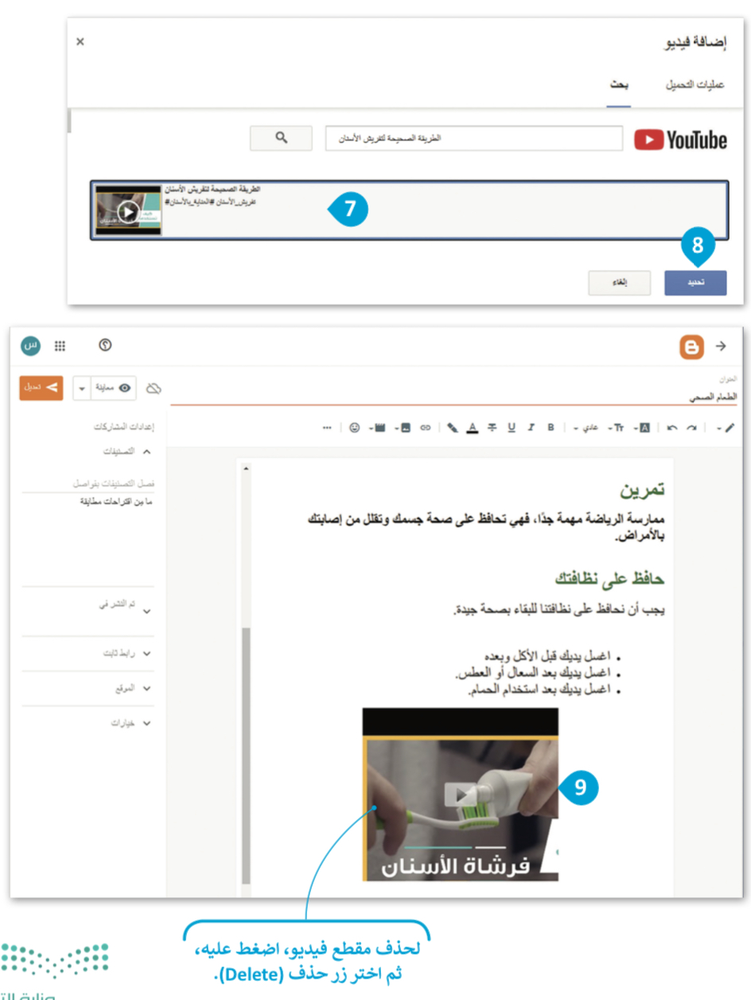 إضافة فيديو
×
عمليات التحميل
بحث
YouTube
الطريقة الصحيحة لتفريش الأسنان
الطريقة الصحيحة لتفريش الأسنان
تفريش_الأسنان #العناية_بالأسنان#
7
8
تحديد
إلغاء
س
العنوان
الطعام الصحي
معاينة
تعديل
عادي
إعدادات المشاركات
التصنيفات
فصل التصنيفات بفواصل
ما من اقتراحات مطابقة
تم النشر في
رابط ثابت
الموقع
خيارات
تمرين
ممارسة الرياضة مهمة جدًا، فهي تحافظ على صحة جسمك وتقلل من إصابتك
بالأمراض.
حافظ على نظافتك
يجب أن نحافظ على نظافتنا للبقاء بصحة جيدة.
• اغسل يديك قبل الأكل وبعده
• اغسل يديك بعد السعال أو العطس.
• اغسل يديك بعد استخدام الحمام.
9
فرشاة الأسنان
لحذف مقطع فيديو، اضغط عليه،
ثم اختر زر حذف (Delete).